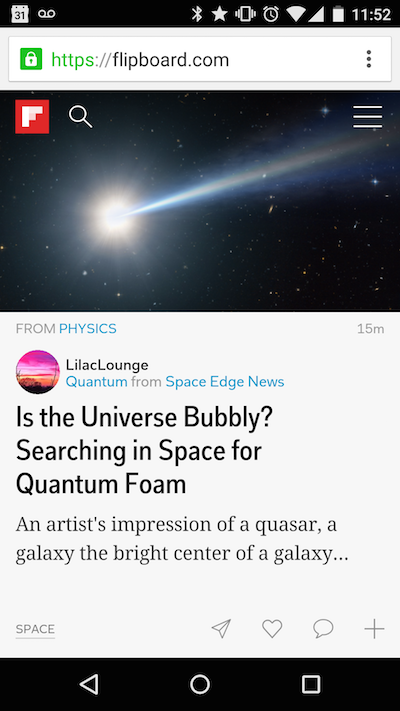 31
11:52
https://flipboard.com
FROM PHYSICS
15m
LilacLounge
Quantum from Space Edge News
Is the Universe Bubbly?
Searching in Space for
Quantum Foam
An artist's impression of a quasar, a
galaxy the bright center of a galaxy...
SPACE